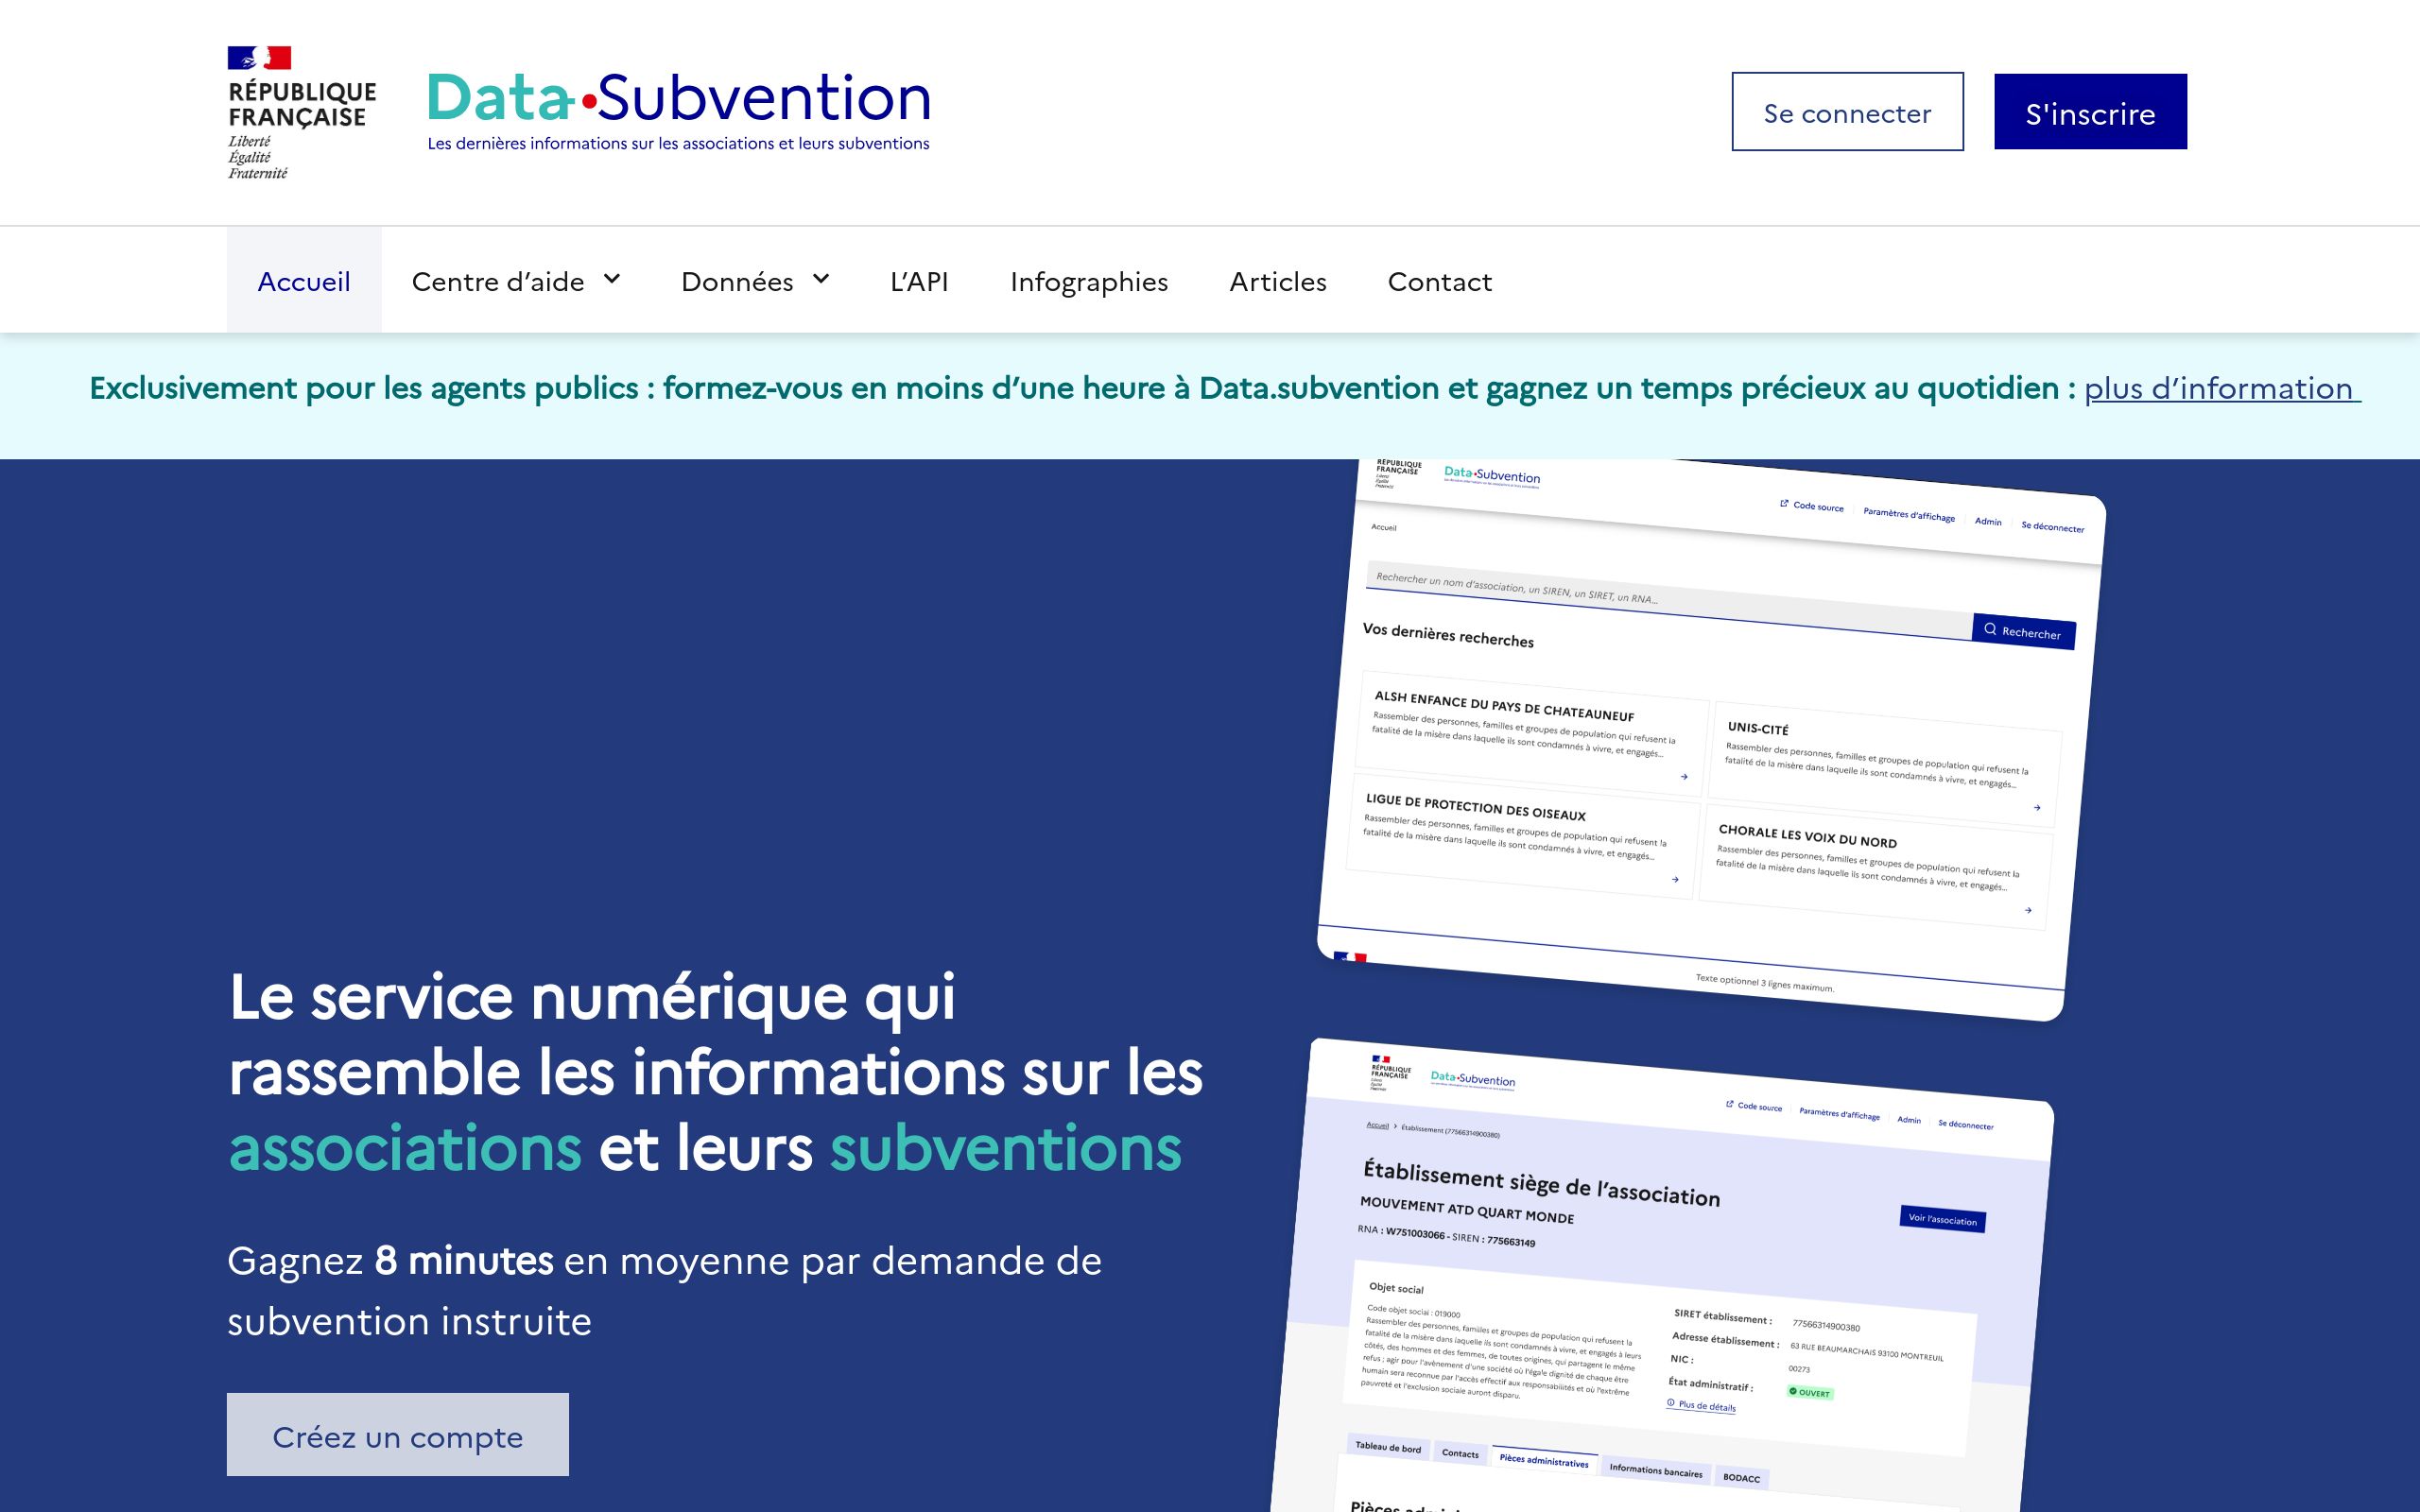 RÉPUBLIQUE
FRANÇAISE
Liberté
Égalité
Fraternité
Data.Subvention
Les dernières informations sur les associations et leurs subventions
Se connecter
S'inscrire
Accueil
Centre d’aide
Données
L’API
Infographies
Articles
Contact
Exclusivement pour les agents publics : formez-vous en moins d’une heure à Data.subvention et gagnez un temps précieux au quotidien : plus d’information
Le service numérique qui
rassemble les informations sur les
associations et leurs subventions
Gagnez 8 minutes en moyenne par demande de
subvention instruite
Créez un compte
RÉPUBLIQUE
FRANÇAISE
Data.Subvention
Code source
Paramètres d’affichage
Admin
Se déconnecter
Accueil
Rechercher un nom d’association, un SIREN, un SIRET, un RNA...
Rechercher
Vos dernières recherches
ALSH ENFANCE DU PAYS DE CHATEAUNEUF
Rassembler des personnes, familles et groupes de population qui refusent la
fatalité de la misère dans laquelle ils sont condamnés à vivre, et engagés...
UNIS-CITÉ
Rassembler des personnes, familles et groupes de population qui refusent la
fatalité de la misère dans laquelle ils sont condamnés à vivre, et engagés...
LIGUE DE PROTECTION DES OISEAUX
Rassembler des personnes, familles et groupes de population qui refusent la
fatalité de la misère dans laquelle ils sont condamnés à vivre, et engagés...
CHORALE LES VOIX DU NORD
Rassembler des personnes, familles et groupes de population qui refusent la
fatalité de la misère dans laquelle ils sont condamnés à vivre, et engagés...
Texte optionnel 3 lignes maximum.
RÉPUBLIQUE
FRANÇAISE
Data.Subvention
Code source
Paramètres d’affichage
Admin
Se déconnecter
Accueil > Établissement (77566314900380)
Établissement siège de l’association
MOUVEMENT ATD QUART MONDE
RNA : W751003066 - SIREN : 775663149
Voir l’association
Objet social
Code objet social : 019000
Rassembler des personnes, familles et groupes de population qui refusent la
fatalité de la misère dans laquelle ils sont condamnés à vivre, et engagés à leurs
côtés, des hommes et des femmes, de toutes origines, qui partagent le même
refus ; agir pour l’avènement d’une société où l’égale dignité de chaque être
humain sera reconnue par l’accès effectif aux responsabilités et où l’extrême
pauvreté et l’exclusion sociale auront disparu.
SIRET établissement : 77566314900380
Adresse établissement : 63 RUE BEAUMARCHAIS 93100 MONTREUIL
NIC : 00273
État administratif : OUVERT
Plus de détails
Tableau de bord
Contacts
Pièces administratives
Informations bancaires
BODACC